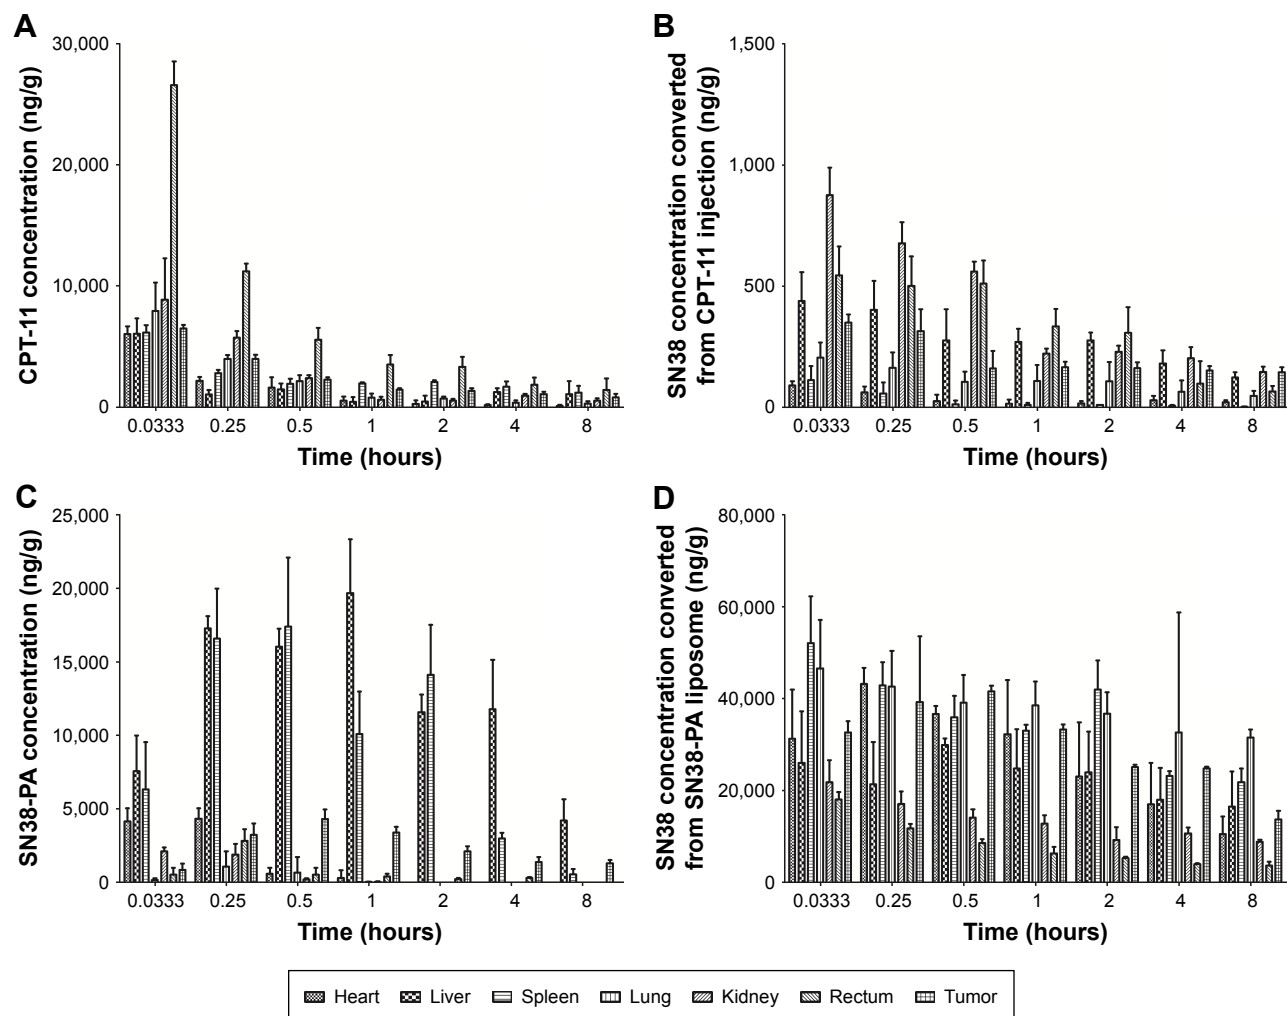 A
CPT-11 concentration (ng/g)
30,000
20,000
10,000
0
0.0333 0.25 0.5 1 2 4 8
Time (hours)
B
SN38 concentration converted
from CPT-11 injection (ng/g)
1,500
1,000
500
0
0.0333 0.25 0.5 1 2 4 8
Time (hours)
C
SN38-PA concentration (ng/g)
25,000
20,000
15,000
10,000
5,000
0
0.0333 0.25 0.5 1 2 4 8
Time (hours)
D
SN38 concentration converted
from SN38-PA liposome (ng/g)
80,000
60,000
40,000
20,000
0
0.0333 0.25 0.5 1 2 4 8
Time (hours)
Heart Liver Spleen Lung Kidney Rectum Tumor